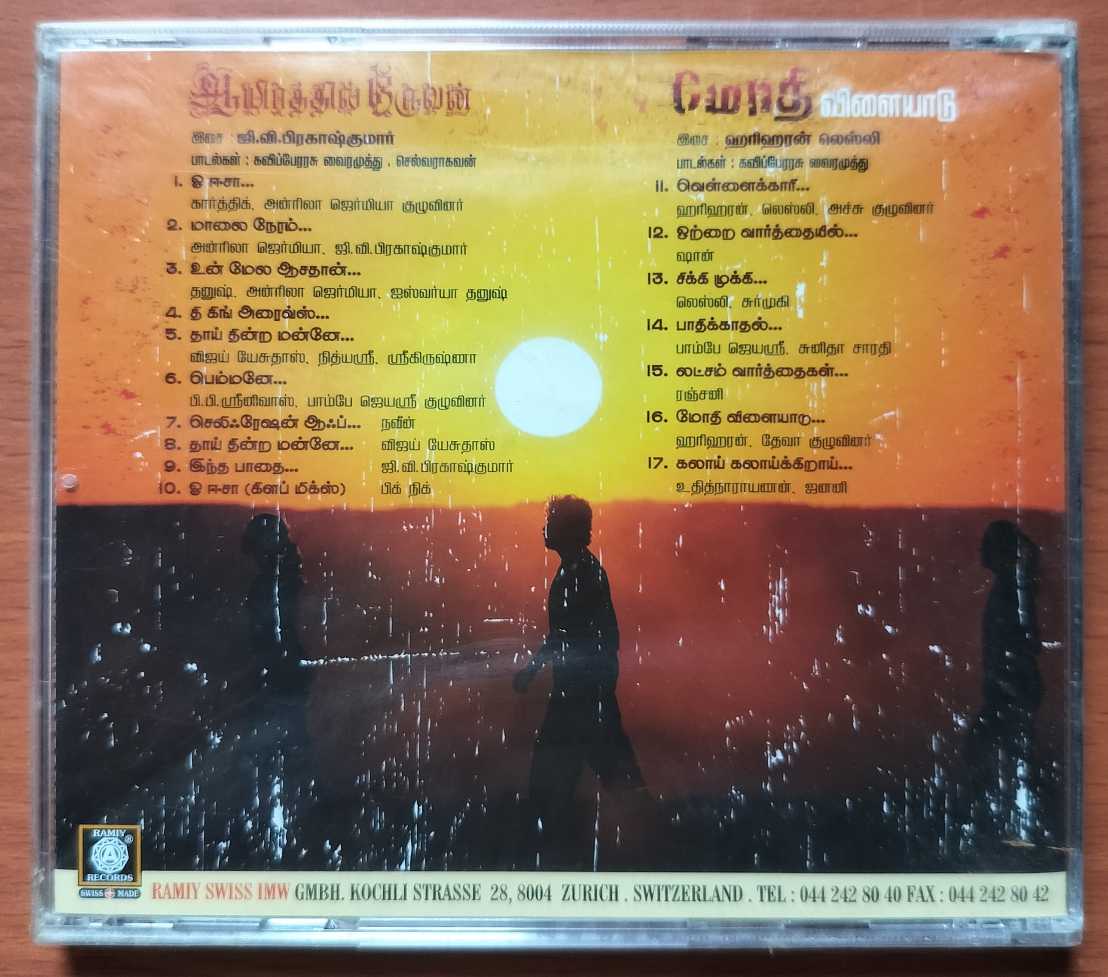 ஆயிரத்தில் ஒருவன்
இசை : ஜி.வி.பிரகாஷ்குமார்
பாடல்கள் : கவிப்பேரரசு வைரமுத்து . செல்வராகவன்
1. ஓ ஈசா...
கார்த்திக், அன்ரிலா ஜெர்மியா குழுவினர்
2. மாலை நேரம்...
அன்ரிலா ஜெர்மியா, ஜி.வி.பிரகாஷ்குமார்
3. உன் மேல ஆசதான்...
தனுஷ், அன்ரிலா ஜெர்மியா, ஐஸ்வர்யா தனுஷ்
4. தி கிங் அரைவ்ஸ்...
5. தாய் தின்ற மன்னே...
விஜய் யேசுதாஸ், நித்யஸ்ரீ, ஸ்ரீகிருஷ்ணா
6. பெம்மனே...
பி.பி.ஸ்ரீனிவாஸ், பாம்பே ஜெயஸ்ரீ குழுவினர்
7. செலிஃரேஷன் ஆஃப்... நவீன்
8. தாய் தின்ற மன்னே... விஜய் யேசுதாஸ்
9. இந்த பாதை... ஜி.வி.பிரகாஷ்குமார்
10. ஓ ஈசா (கிளப் மிக்ஸ்) பிக் நிக்
மோதி விளையாடு
இசை : ஹரிஹரன் லெஸ்லி
பாடல்கள் : கவிப்பேரரசு வைரமுத்து
11. வெள்ளைக்காரி...
ஹரிஹரன், லெஸ்லி, அச்சு குழுவினர்
12. ஒற்றை வார்த்தையில்...
ஷான்
13. சிக்கி முக்கி...
லெஸ்லி, சுர்முகி
14. பாதிக்காதல்...
பாம்பே ஜெயஸ்ரீ, சுனிதா சாரதி
15. லட்சம் வார்த்தைகள்...
ரஞ்சனி
16. மோதி விளையாடு...
ஹரிஹரன், தேவா குழுவினர்
17. கலாய் கலாய்க்கிறாய்...
உதித்நாராயணன், ஜனனி
RAMIY
RECORDS
SWISS MADE
RAMIY SWISS IMW GMBH. KOCHLI STRASSE 28, 8004 ZURICH . SWITZERLAND . TEL : 044 242 80 40 FAX : 044 242 80 42